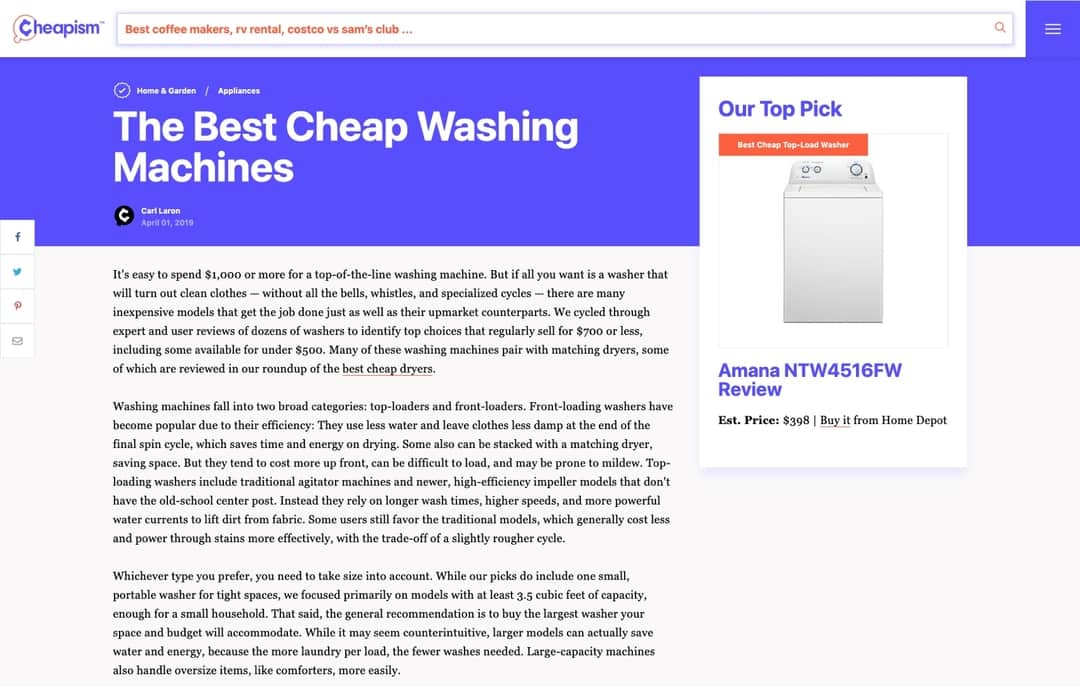 Cheapism™
Best coffee makers, rv rental, costco vs sam's club ...
Home & Garden / Appliances
The Best Cheap Washing
Machines
Carl Laron
April 01, 2019
It's easy to spend $1,000 or more for a top-of-the-line washing machine. But if all you want is a washer that
will turn out clean clothes — without all the bells, whistles, and specialized cycles — there are many
inexpensive models that get the job done just as well as their upmarket counterparts. We cycled through
expert and user reviews of dozens of washers to identify top choices that regularly sell for $700 or less,
including some available for under $500. Many of these washing machines pair with matching dryers, some
of which are reviewed in our roundup of the best cheap dryers.
Washing machines fall into two broad categories: top-loaders and front-loaders. Front-loading washers have
become popular due to their efficiency: They use less water and leave clothes less damp at the end of the
final spin cycle, which saves time and energy on drying. Some also can be stacked with a matching dryer,
saving space. But they tend to cost more up front, can be difficult to load, and may be prone to mildew. Top-
loading washers include traditional agitator machines and newer, high-efficiency impeller models that don't
have the old-school center post. Instead they rely on longer wash times, higher speeds, and more powerful
water currents to lift dirt from fabric. Some users still favor the traditional models, which generally cost less
and power through stains more effectively, with the trade-off of a slightly rougher cycle.
Whichever type you prefer, you need to take size into account. While our picks do include one small,
portable washer for tight spaces, we focused primarily on models with at least 3.5 cubic feet of capacity,
enough for a small household. That said, the general recommendation is to buy the largest washer your
space and budget will accommodate. While it may seem counterintuitive, larger models can actually save
water and energy, because the more laundry per load, the fewer washes needed. Large-capacity machines
also handle oversize items, like comforters, more easily.
Our Top Pick
Best Cheap Top-Load Washer
Amana NTW4516FW
Review
Est. Price: $398 | Buy it from Home Depot